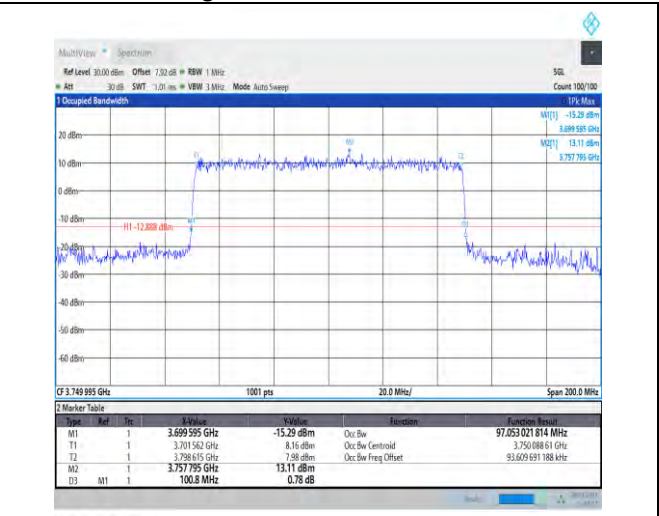 MultiView Spectrum
Ref Level 30.00 dBm Offset 7.92 dB RBW 1 MHz SGL
Att 30 dB SWT 1.01 ms VBW 3 MHz Mode Auto Sweep Count 100/100
1 Occupied Bandwidth 1Pk Max
M1[1] -15.29 dBm
3.699 595 GHz
M2[1] 13.11 dBm
3.757 795 GHz
20 dBm
M2
T1 T2
10 dBm
0 dBm
-10 dBm
H1 -12.888 dBm
M1
D3
-20 dBm
-30 dBm
-40 dBm
-50 dBm
-60 dBm
CF 3.749 995 GHz 1001 pts 20.0 MHz/ Span 200.0 MHz
2 Marker Table
Type Ref Trc X-Value Y-Value Function Function Result
M1 1 3.699 595 GHz -15.29 dBm Occ Bw 97.053 021 814 MHz
T1 1 3.701 562 GHz 8.16 dBm Occ Bw Centroid 3.750 088 61 GHz
T2 1 3.798 615 GHz 7.98 dBm Occ Bw Freq Offset 93.609 691 188 kHz
M2 1 3.757 795 GHz 13.11 dBm
D3 M1 1 100.8 MHz 0.78 dB